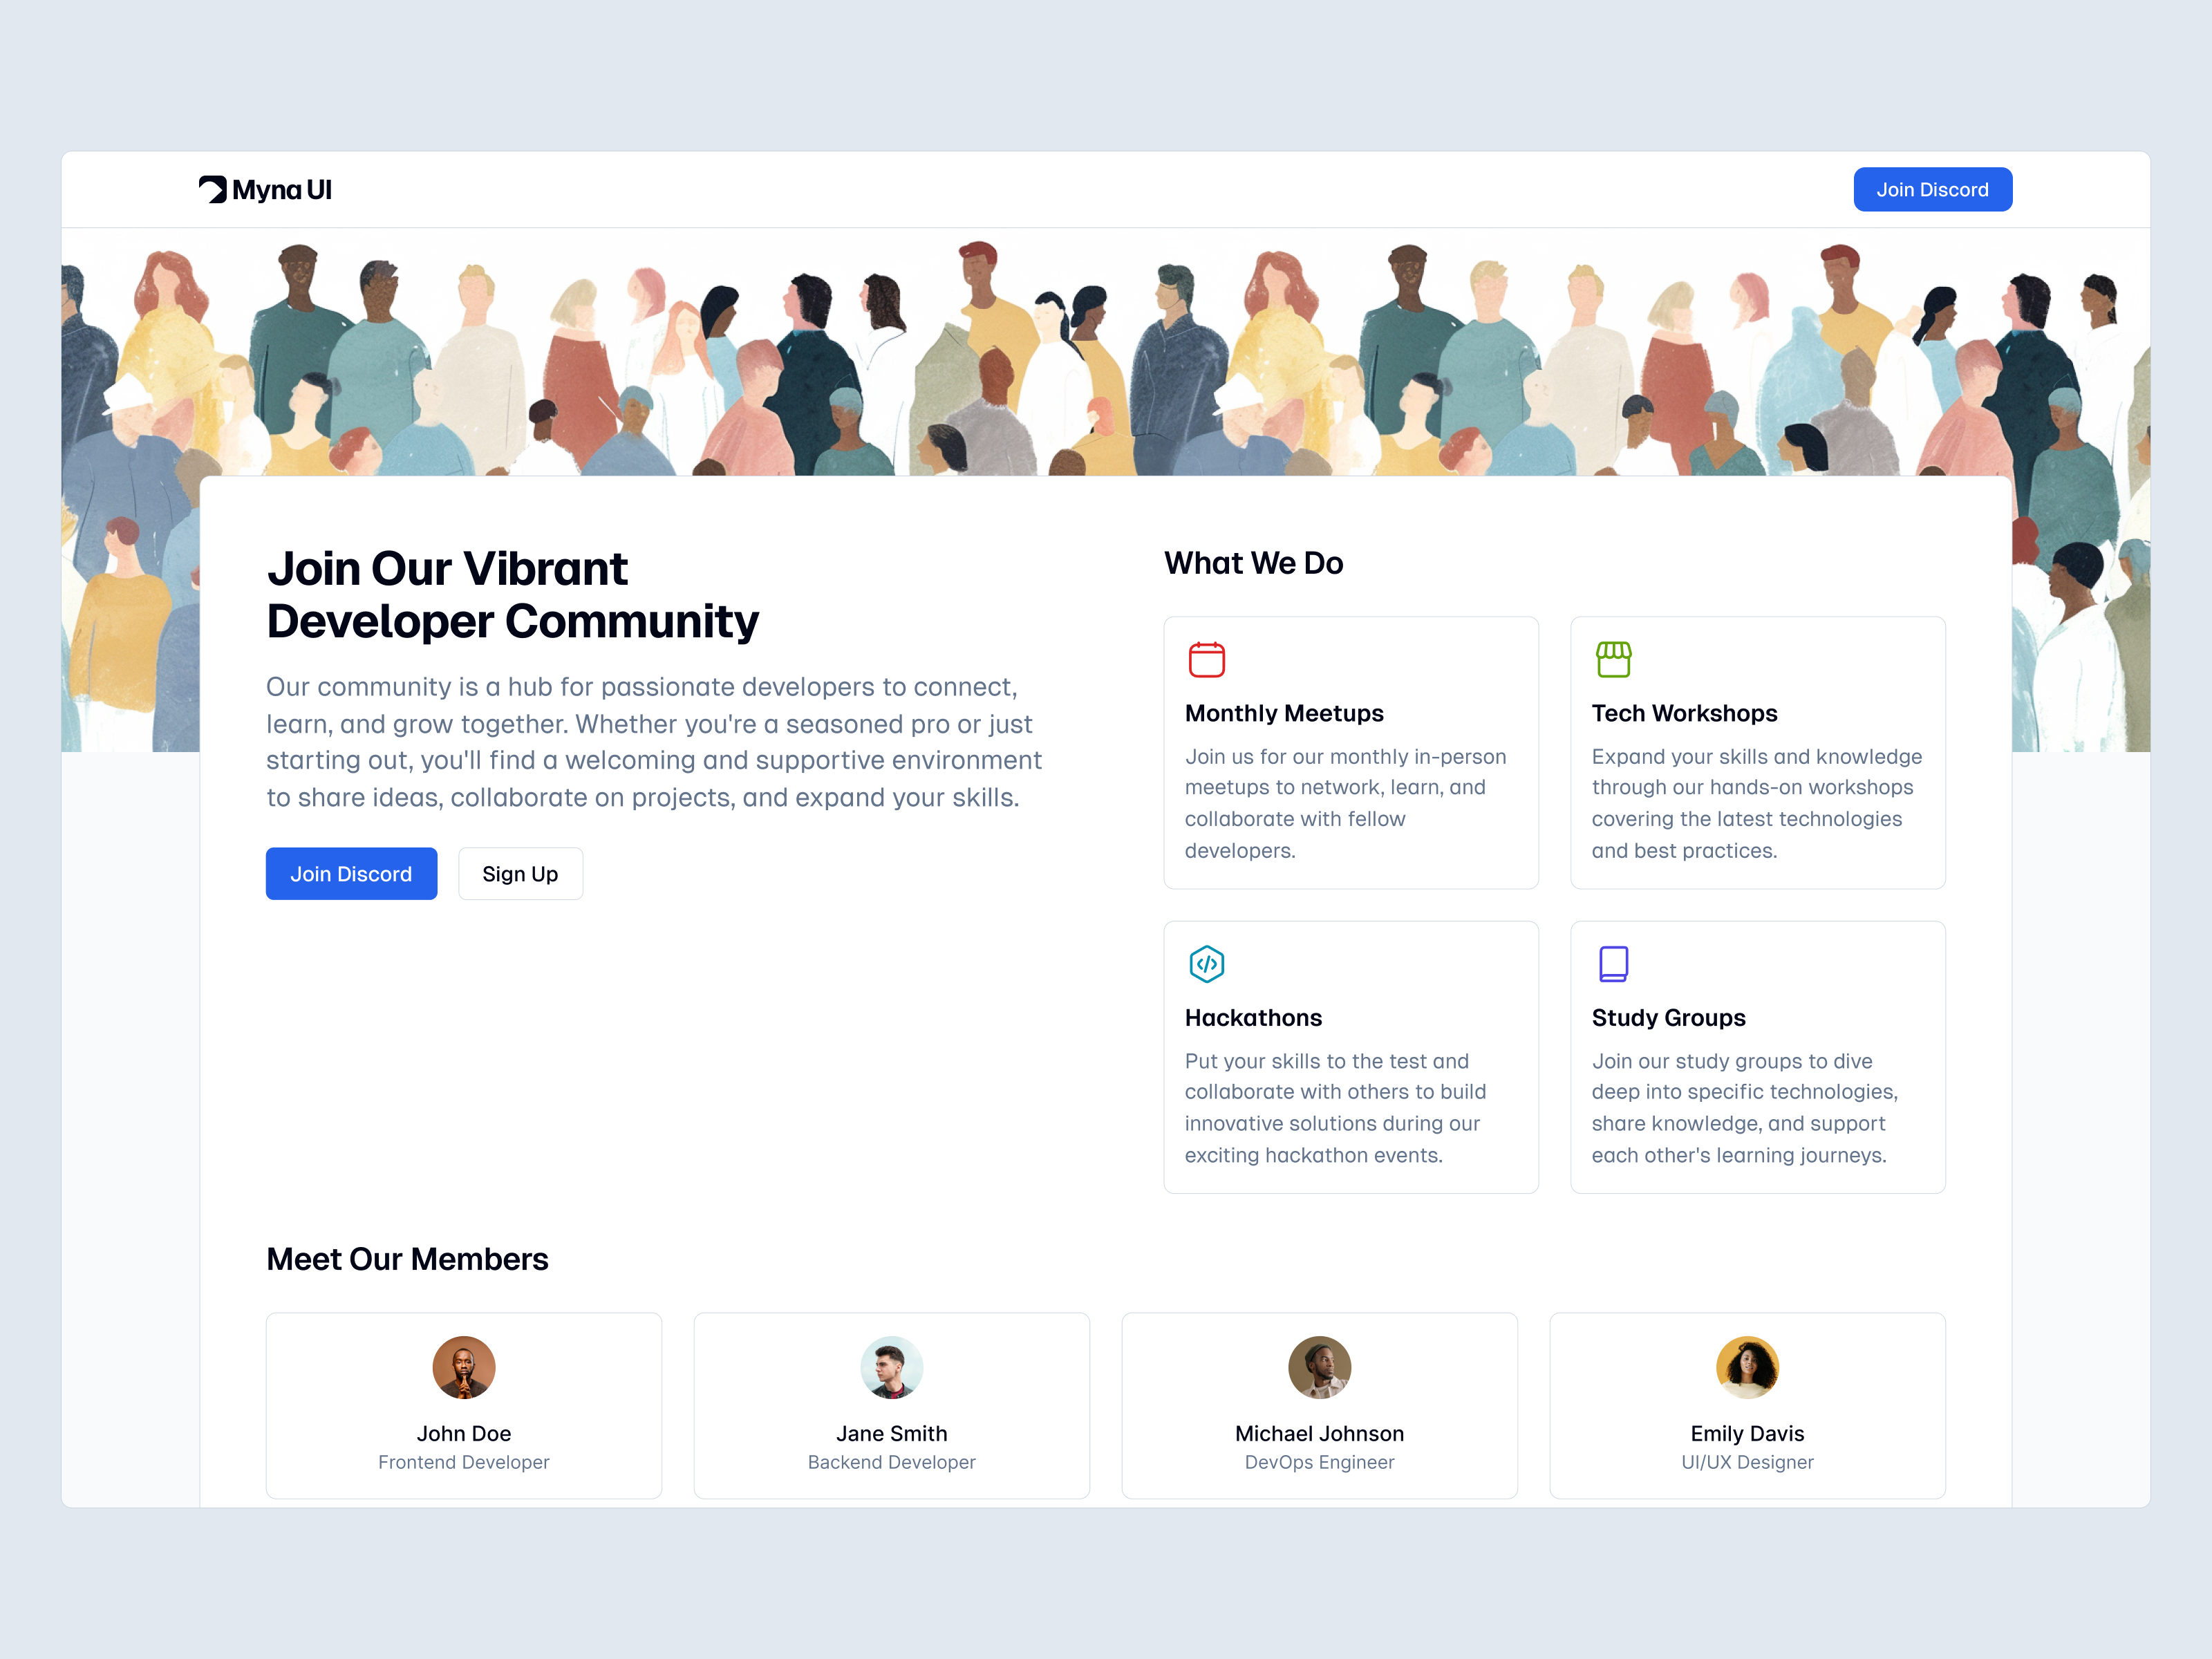 Myna UI
Join Discord
Join Our Vibrant
Developer Community
Our community is a hub for passionate developers to connect,
learn, and grow together. Whether you're a seasoned pro or just
starting out, you'll find a welcoming and supportive environment
to share ideas, collaborate on projects, and expand your skills.
Join Discord
Sign Up
What We Do
Monthly Meetups
Join us for our monthly in-person
meetups to network, learn, and
collaborate with fellow
developers.
Tech Workshops
Expand your skills and knowledge
through our hands-on workshops
covering the latest technologies
and best practices.
Hackathons
Put your skills to the test and
collaborate with others to build
innovative solutions during our
exciting hackathon events.
Study Groups
Join our study groups to dive
deep into specific technologies,
share knowledge, and support
each other's learning journeys.
Meet Our Members
John Doe
Frontend Developer
Jane Smith
Backend Developer
Michael Johnson
DevOps Engineer
Emily Davis
UI/UX Designer